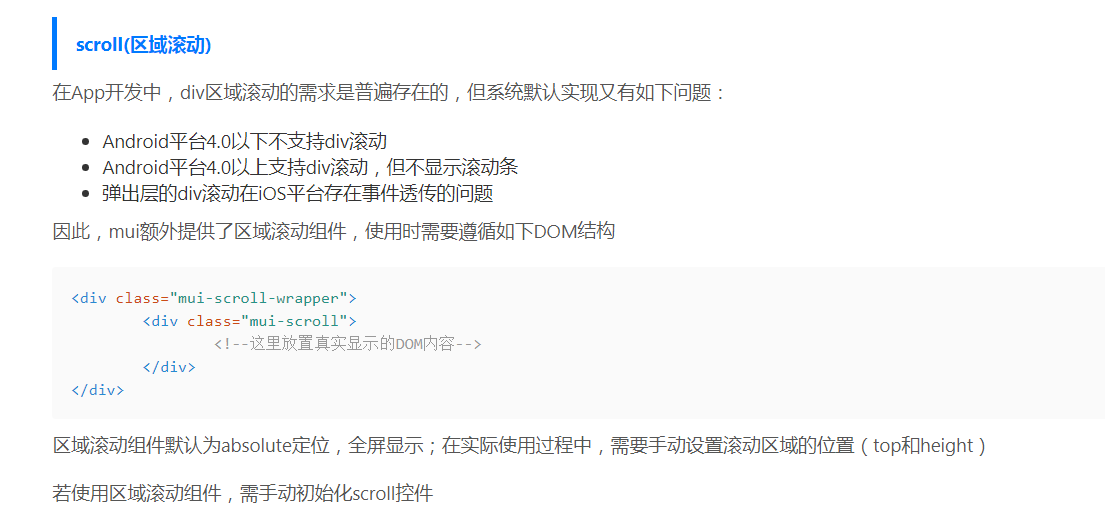 scroll(区域滚动)
在App开发中，div区域滚动的需求是普遍存在的，但系统默认实现又有如下问题：
Android平台4.0以下不支持div滚动
Android平台4.0以上支持div滚动，但不显示滚动条
弹出层的div滚动在iOS平台存在事件透传的问题
因此，mui额外提供了区域滚动组件，使用时需要遵循如下DOM结构
<div class="mui-scroll-wrapper">
<div class="mui-scroll">
<!--这里放置真实显示的DOM内容-->
</div>
</div>
区域滚动组件默认为absolute定位，全屏显示；在实际使用过程中，需要手动设置滚动区域的位置（top和height）
若使用区域滚动组件，需手动初始化scroll控件